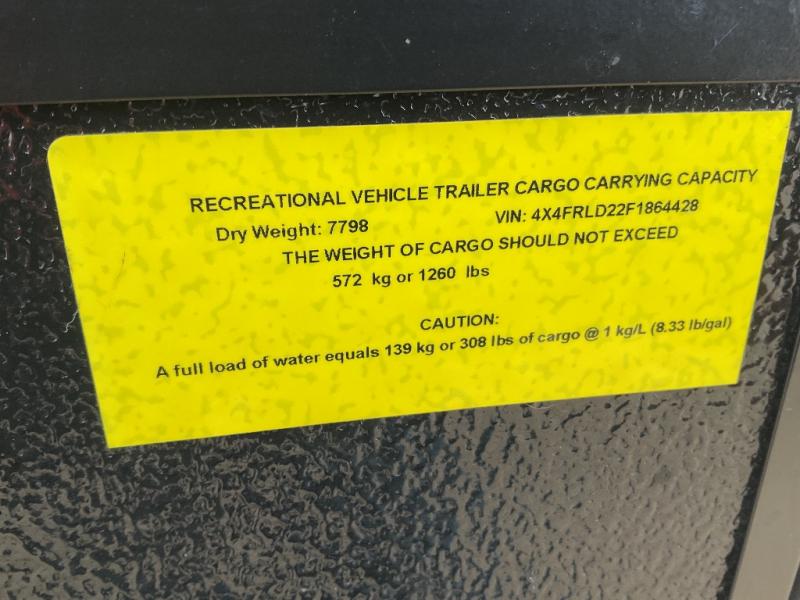 RECREATIONAL VEHICLE TRAILER CARGO CARRYING CAPACITY
Dry Weight: 7798 VIN: 4X4FRLD22F1864428
THE WEIGHT OF CARGO SHOULD NOT EXCEED
572 kg or 1260 lbs
CAUTION:
A full load of water equals 139 kg or 308 lbs of cargo @ 1 kg/L (8.33 lb/gal)